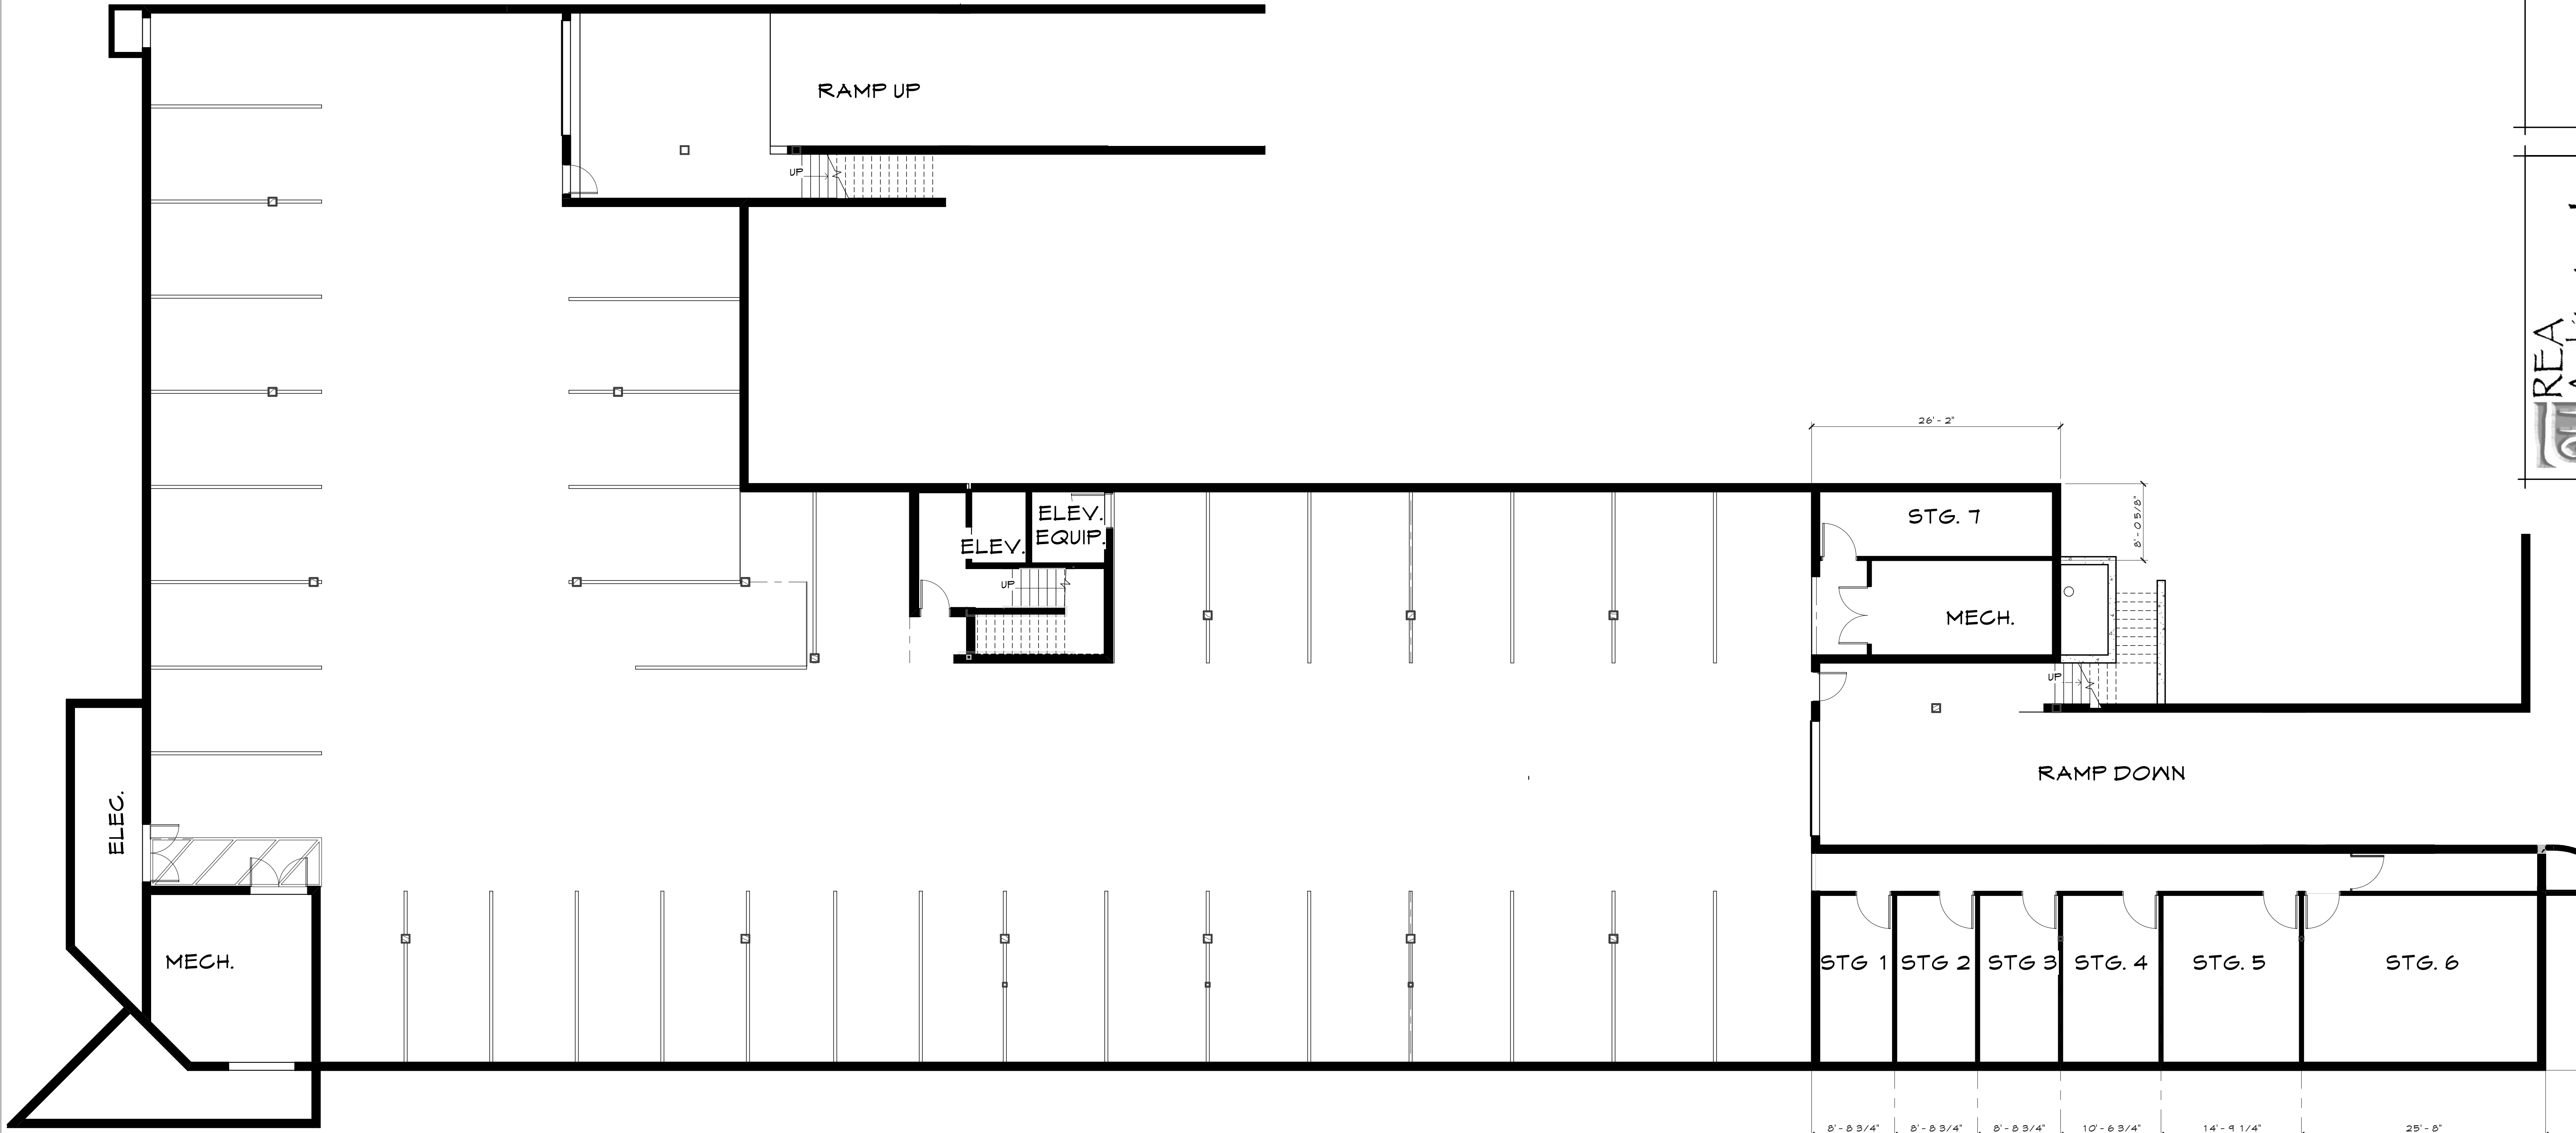 RAMP UP
UP
REA
26'- 2"
8'- 0 5/8"
STG. 7
ELEV.
EQUIP.
ELEV.
UP
MECH.
UP
RAMP DOWN
ELEC.
MECH.
STG 1
STG 2
STG 3
STG. 4
STG. 5
STG. 6
8'- 8 3/4"
8'- 8 3/4"
8'- 8 3/4"
10'- 6 3/4"
14'- 9 1/4"
25'- 8"